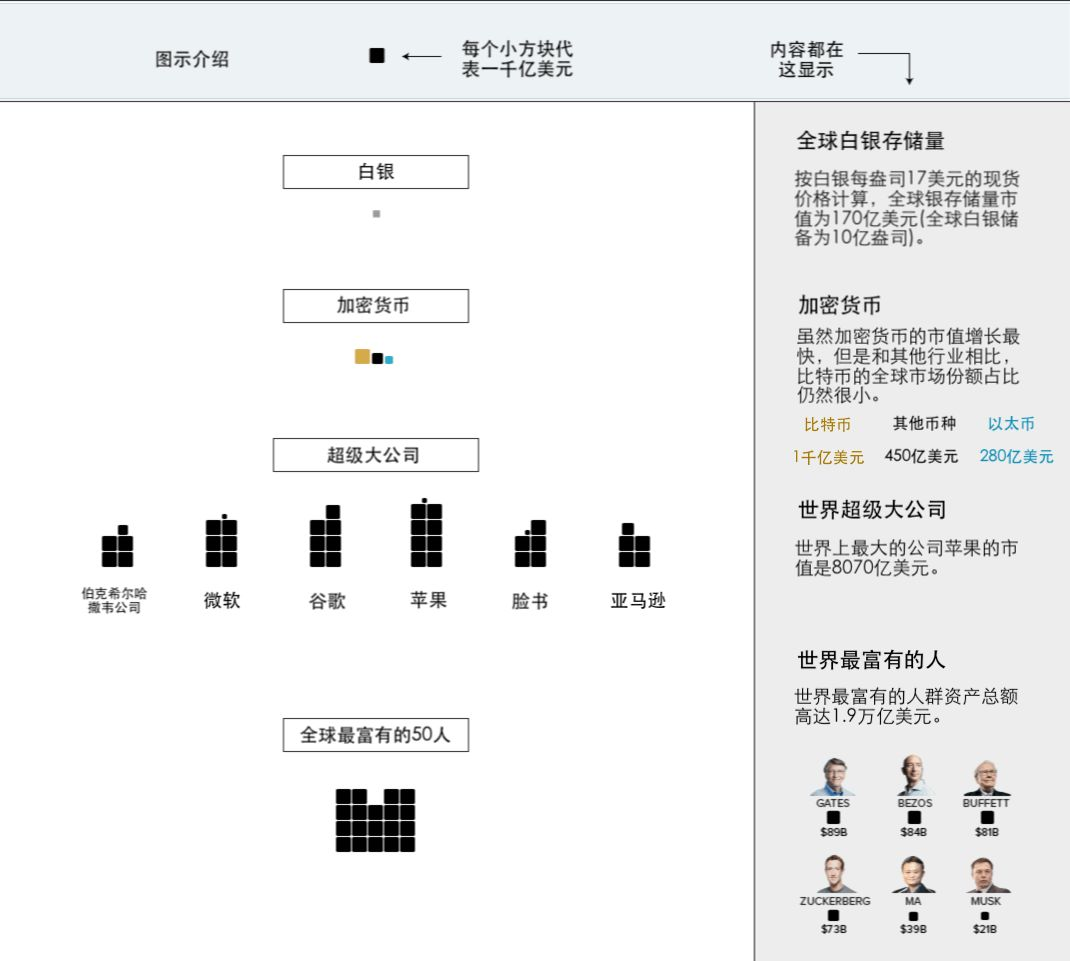 图示介绍
每个小方块代
表一千亿美元
内容都在
这显示
白银
加密货币
超级大公司
伯克希尔哈
撒韦公司
微软
谷歌
苹果
脸书
亚马逊
全球最富有的50人
全球白银存储量
按白银每盎司17美元的现货
价格计算，全球银存储量市
值为170亿美元(全球白银储
备为10亿盎司)。
加密货币
虽然加密货币的市值增长最
快，但是和其他行业相比，
比特币的全球市场份额占比
仍然很小。
比特币 其他币种 以太币
1千亿美元 450亿美元 280亿美元
世界超级大公司
世界上最大的公司苹果的市
值是8070亿美元。
世界最富有的人
世界最富有的人群资产总额
高达1.9万亿美元。
GATES BEZOS BUFFETT
$89B $84B $81B
ZUCKERBERG MA MUSK
$73B $39B $21B